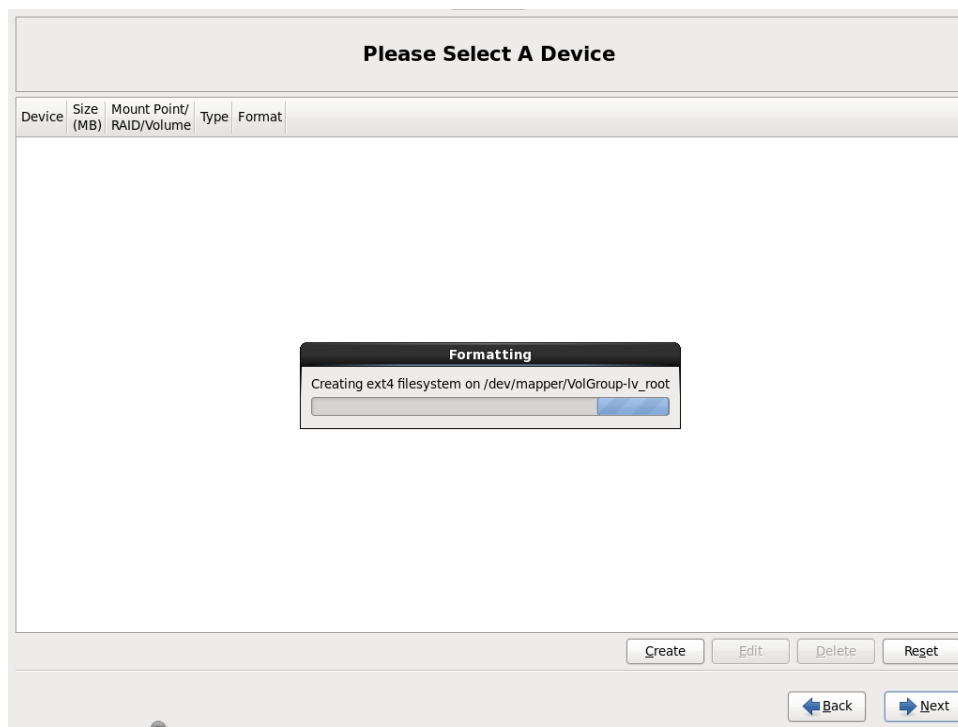 Please Select A Device
Device Size (MB) Mount Point/ RAID/Volume Type Format
Formatting
Creating ext4 filesystem on /dev/mapper/VolGroup-lv_root
Create Edit Delete Reset
Back Next